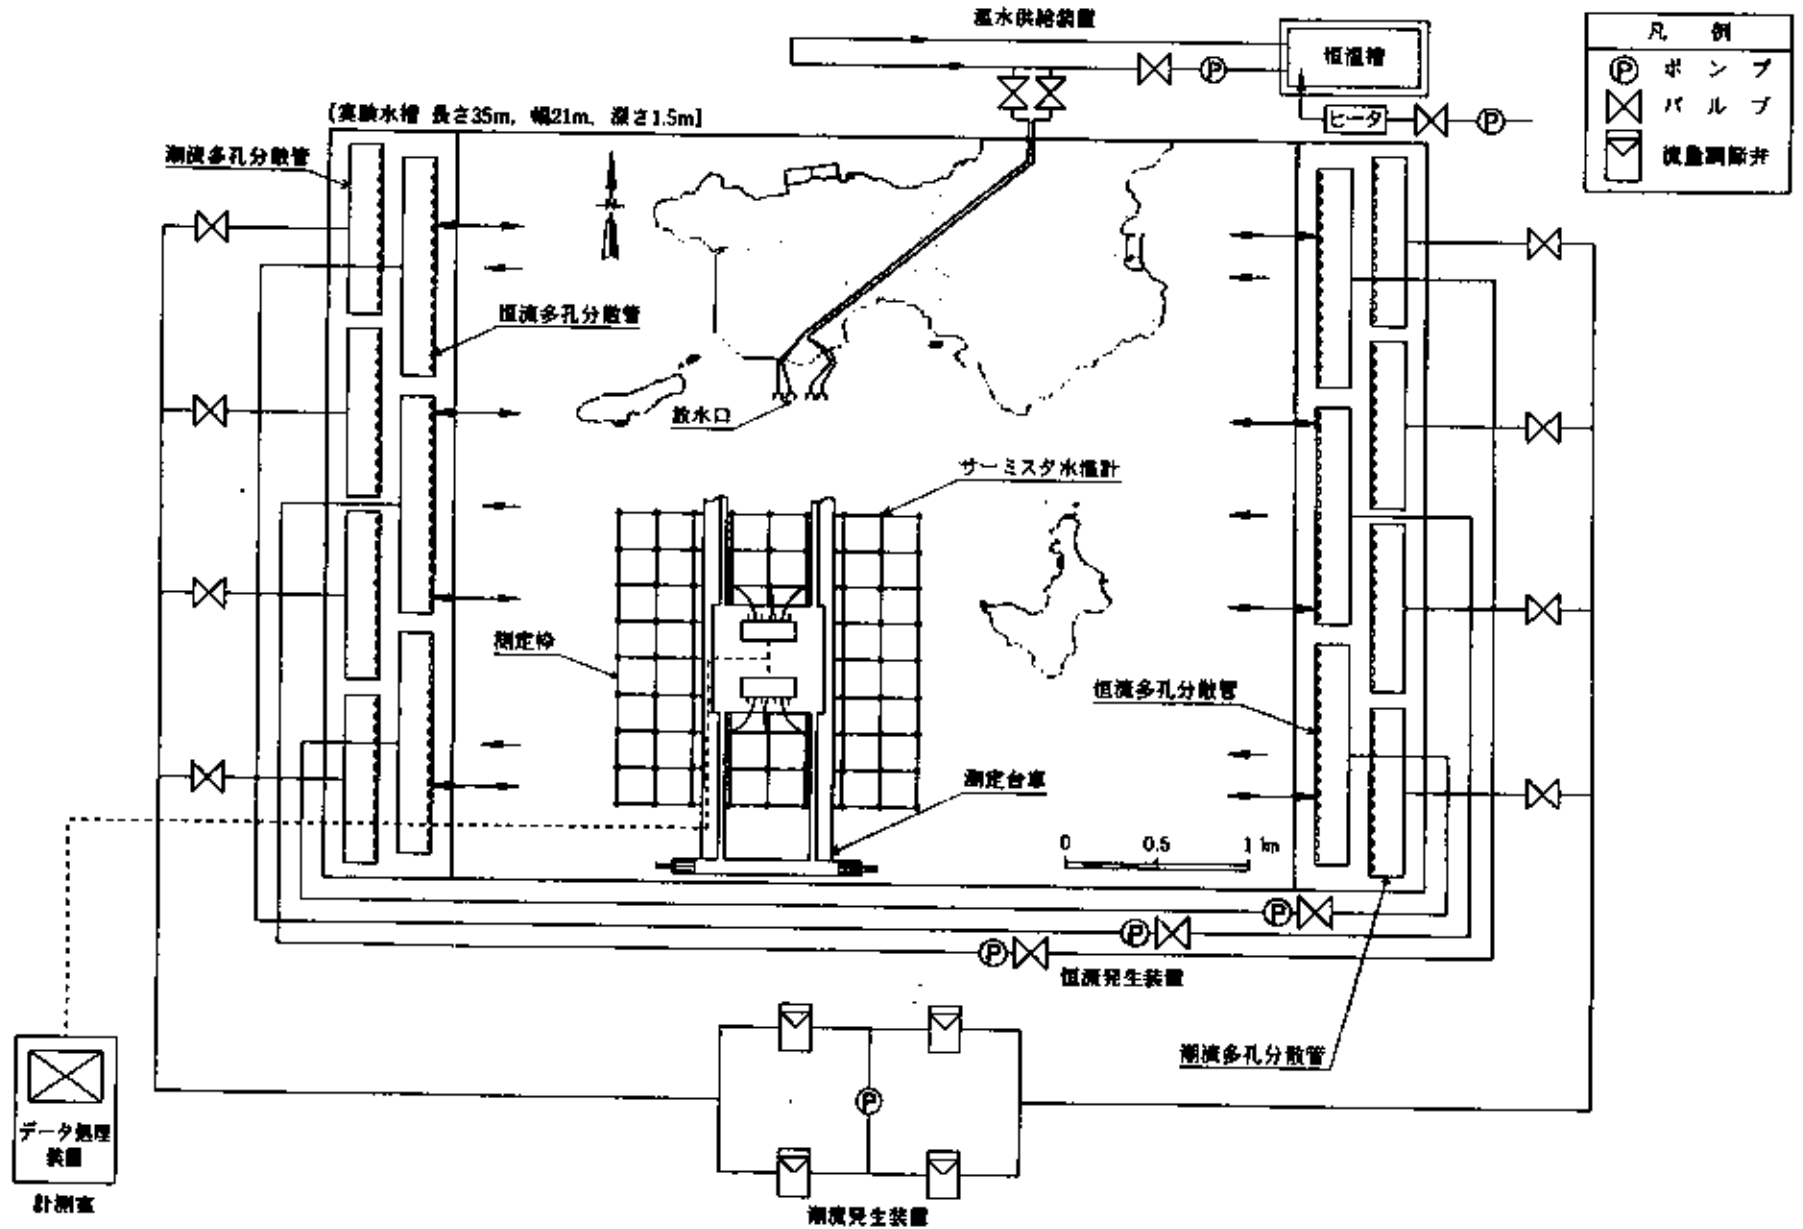 温水供給装置
恒温槽
ヒータ
凡 例
Ⓟ ポンプ
バルブ
流量調節弁
[実験水槽 長さ35m, 幅21m, 深さ1.5m]
潮流多孔分散管
恒流多孔分散管
放水口
サーミスタ水温計
測定枠
恒流多孔分散管
測定台車
0 0.5 1 km
恒流発生装置
潮流多孔分散管
データ処理
装置
計測室
潮流発生装置
P
P
P
P
P
P